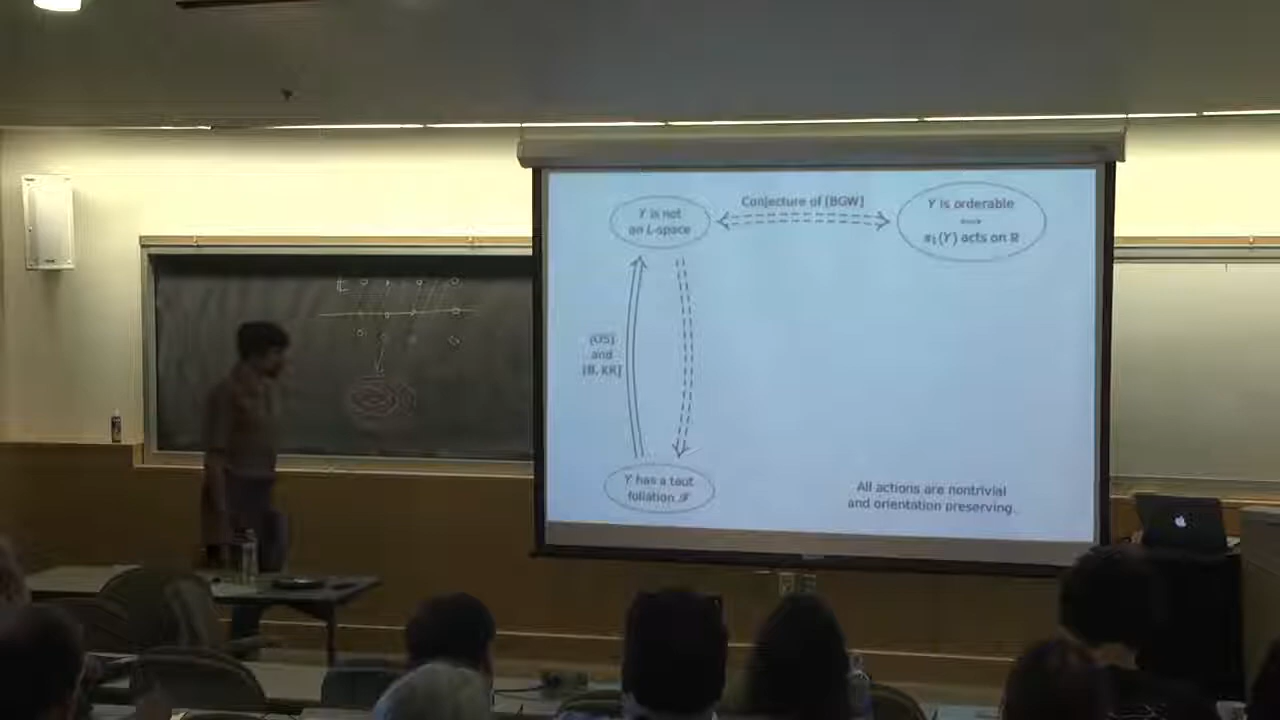 Conjecture of [BGW]
Y is not
an L-space
Y is orderable
π₁(Y) acts on ℝ
[OS]
and
[B, KR]
Y has a taut
foliation ℱ
All actions are nontrivial
and orientation preserving.